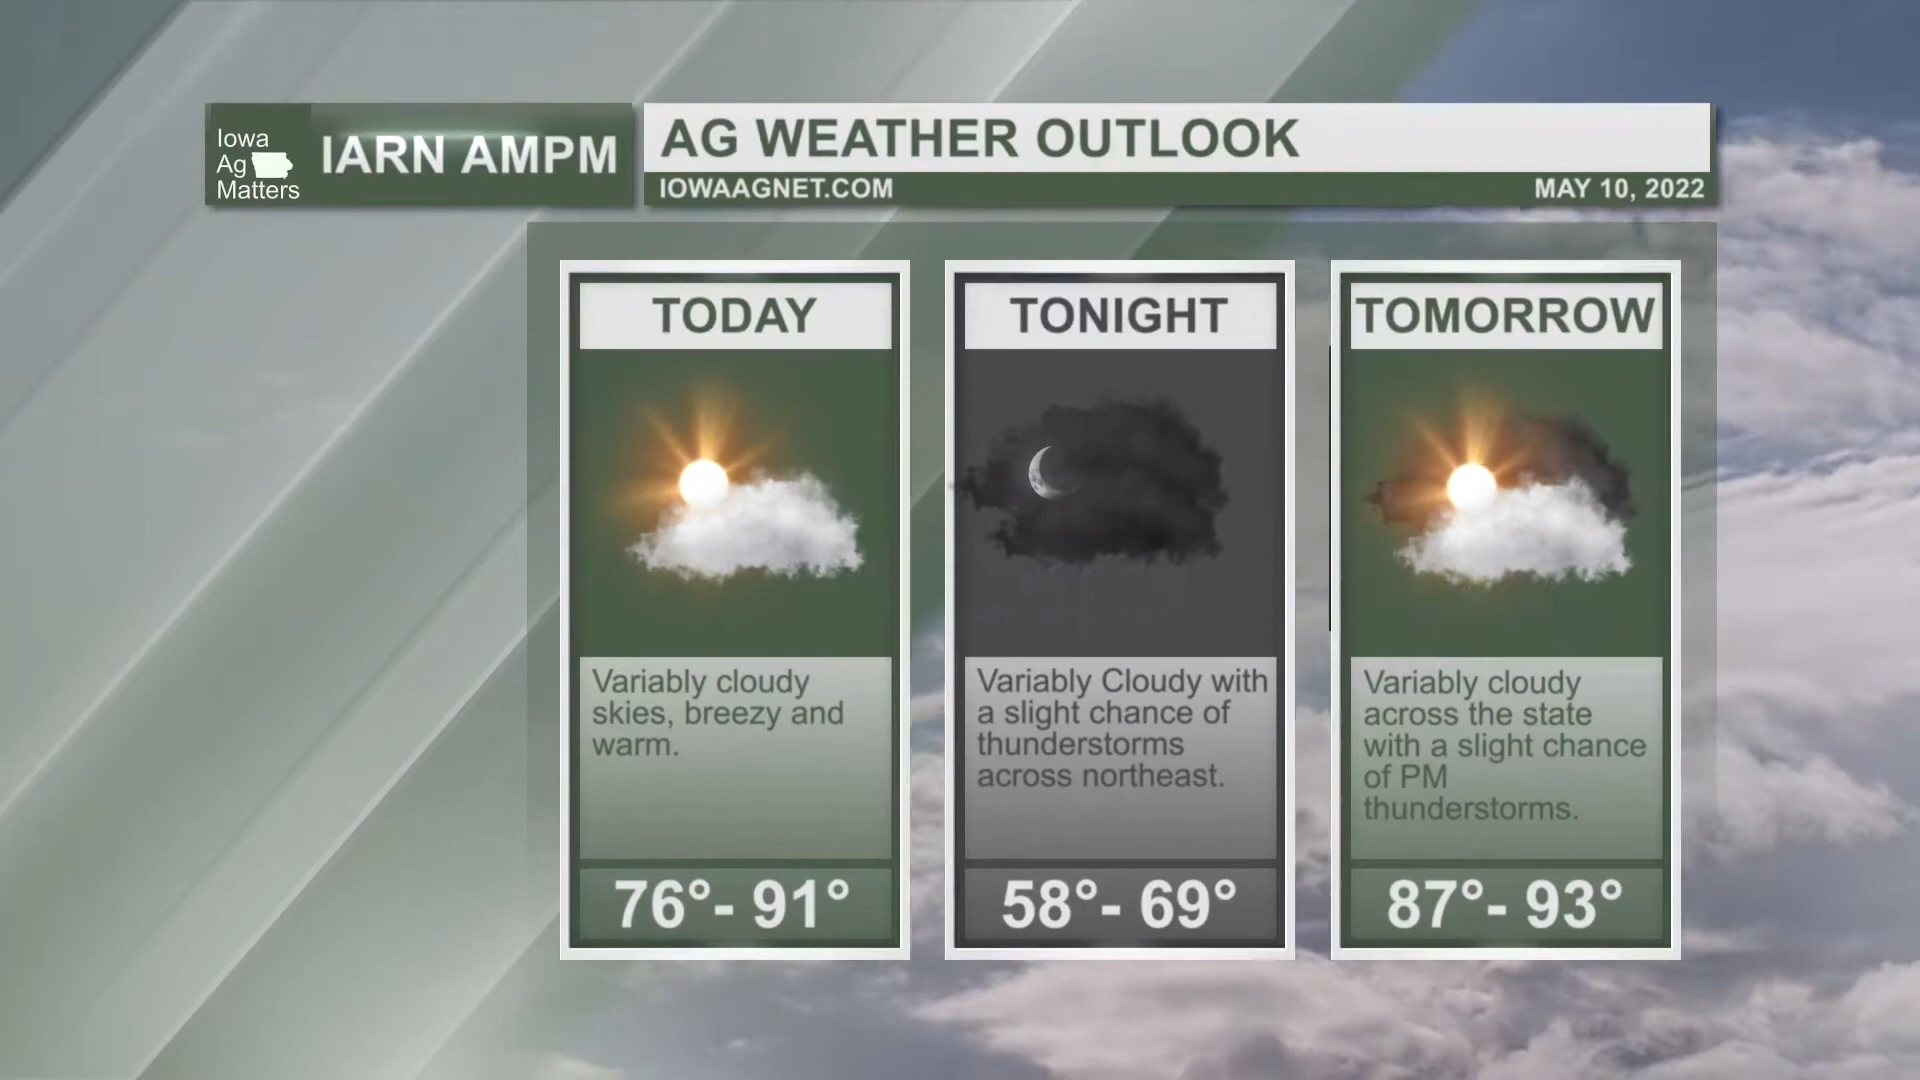 Iowa
Ag
Matters
IARN AMPM
AG WEATHER OUTLOOK
IOWAAGNET.COM
MAY 10, 2022
TODAY
Variably cloudy
skies, breezy and
warm.
76°- 91°
TONIGHT
Variably Cloudy with
a slight chance of
thunderstorms
across northeast.
58°- 69°
TOMORROW
Variably cloudy
across the state
with a slight chance
of PM
thunderstorms.
87°- 93°